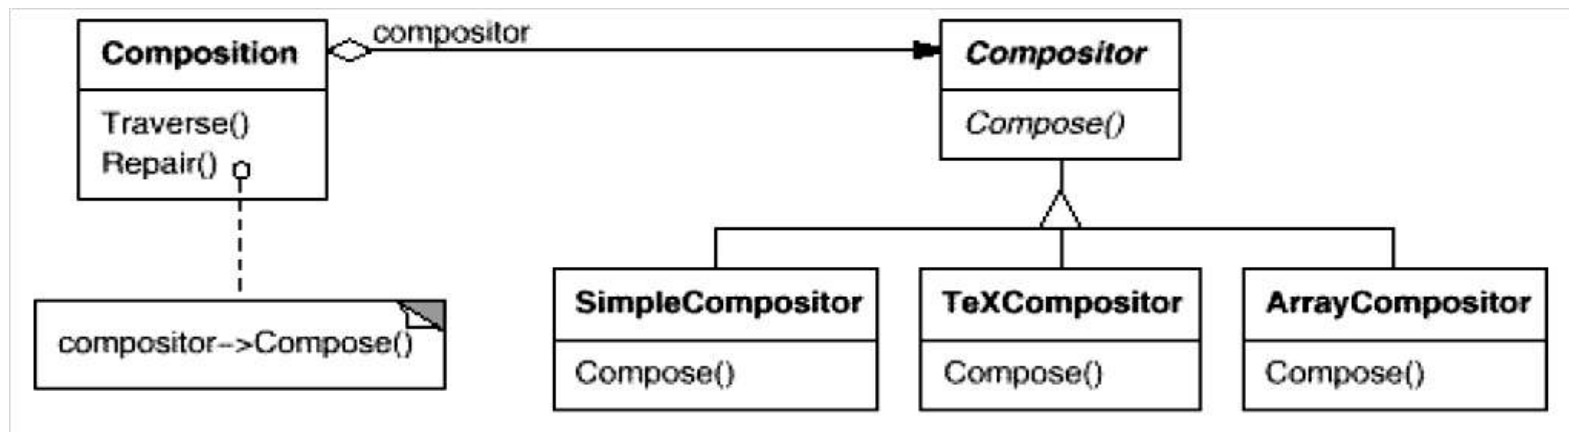 Composition
Traverse()
Repair()
compositor
Compositor
Compose()
compositor->Compose()
SimpleCompositor
Compose()
TeXCompositor
Compose()
ArrayCompositor
Compose()